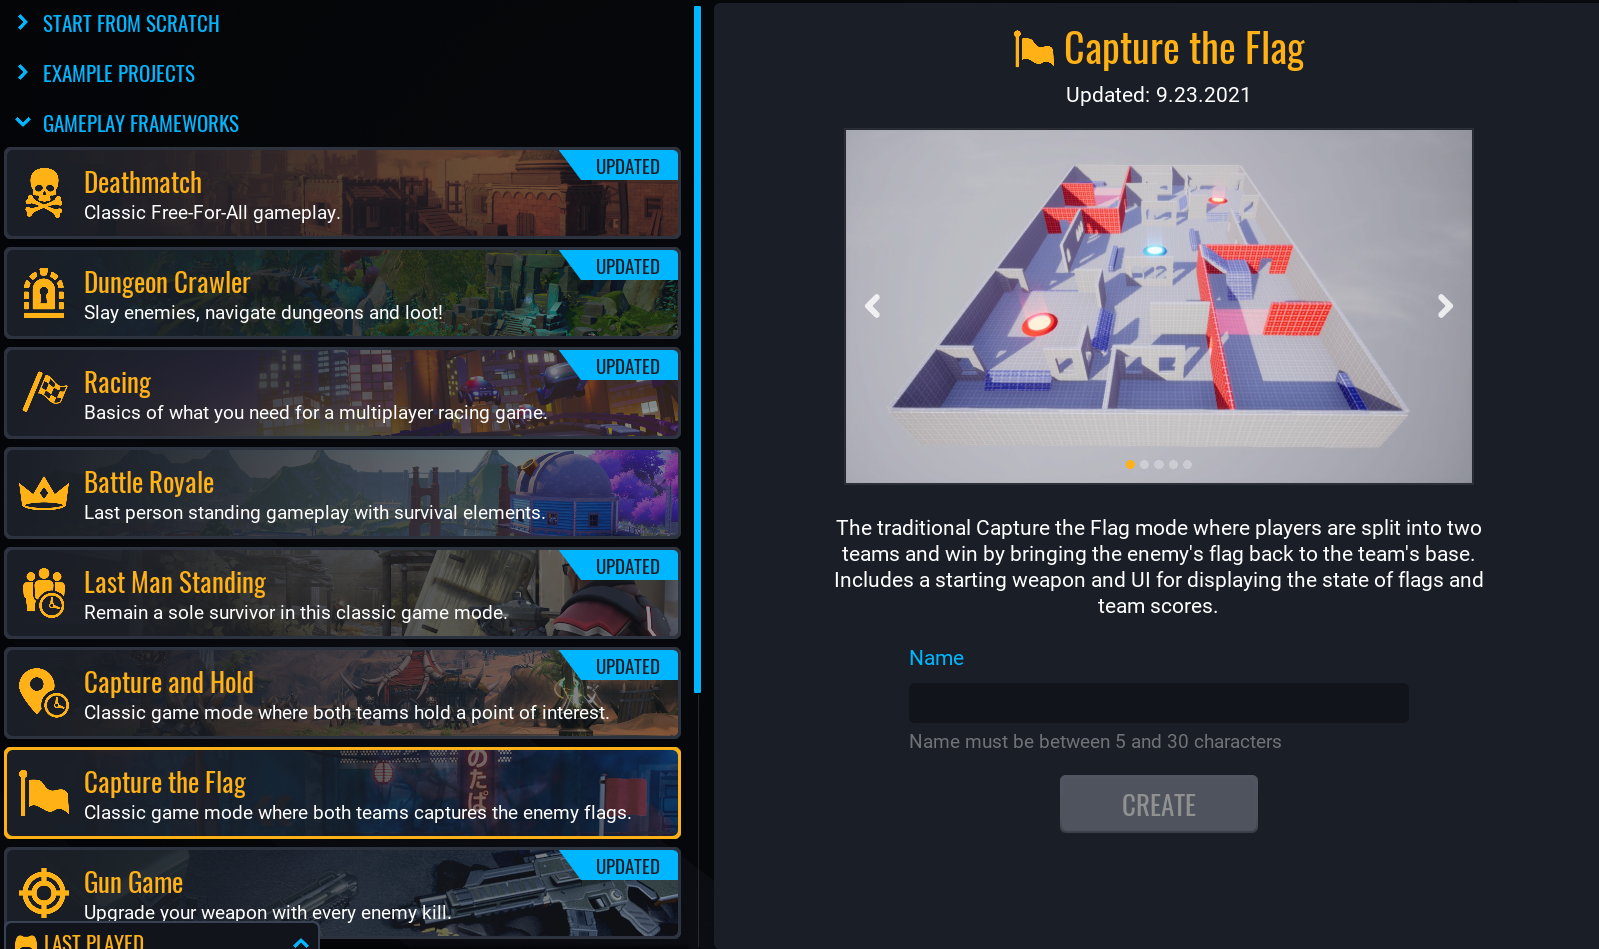 START FROM SCRATCH
EXAMPLE PROJECTS
GAMEPLAY FRAMEWORKS
Deathmatch
UPDATED
Classic Free-For-All gameplay.
Dungeon Crawler
UPDATED
Slay enemies, navigate dungeons and loot!
Racing
UPDATED
Basics of what you need for a multiplayer racing game.
Battle Royale
Last person standing gameplay with survival elements.
Last Man Standing
UPDATED
Remain a sole survivor in this classic game mode.
Capture and Hold
UPDATED
Classic game mode where both teams hold a point of interest.
Capture the Flag
のたぱ
Classic game mode where both teams captures the enemy flags.
Gun Game
UPDATED
Upgrade your weapon with every enemy kill.
LAST PLAYED
Capture the Flag
Updated: 9.23.2021
The traditional Capture the Flag mode where players are split into two
teams and win by bringing the enemy's flag back to the team's base.
Includes a starting weapon and UI for displaying the state of flags and
team scores.
Name
Name must be between 5 and 30 characters
CREATE